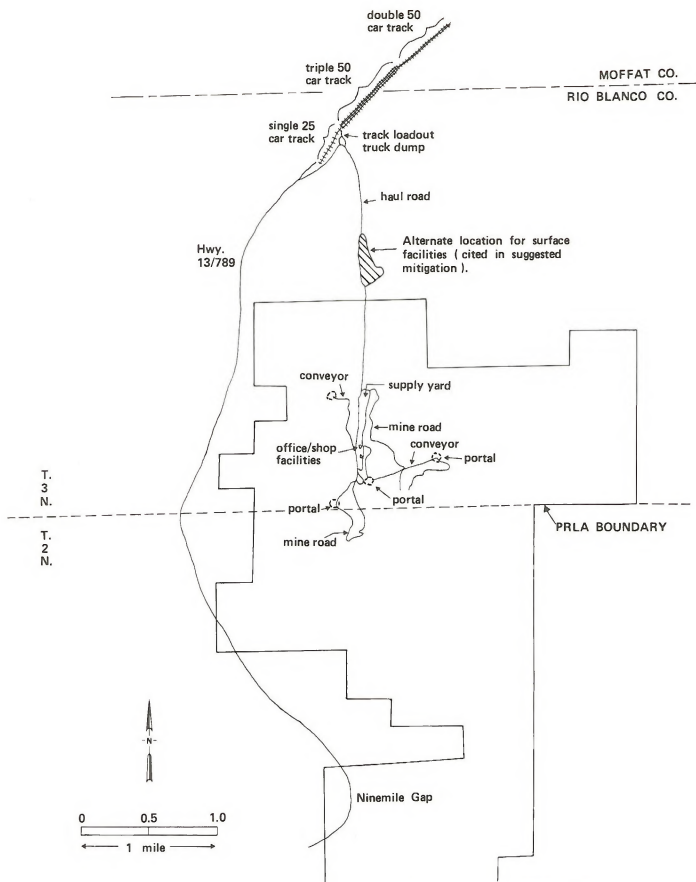 double 50
car track
triple 50
car track
MOFFAT CO.
RIO BLANCO CO.
single 25
car track
track loadout
truck dump
haul road
Hwy.
13/789
Alternate location for surface
facilities ( cited in suggested
mitigation ).
conveyor
supply yard
mine road
office/shop
facilities
conveyor
portal
portal
portal
T.
3
N.
T.
2
N.
mine road
PRLA BOUNDARY
-N-
Ninemile Gap
0 0.5 1.0
1 mile